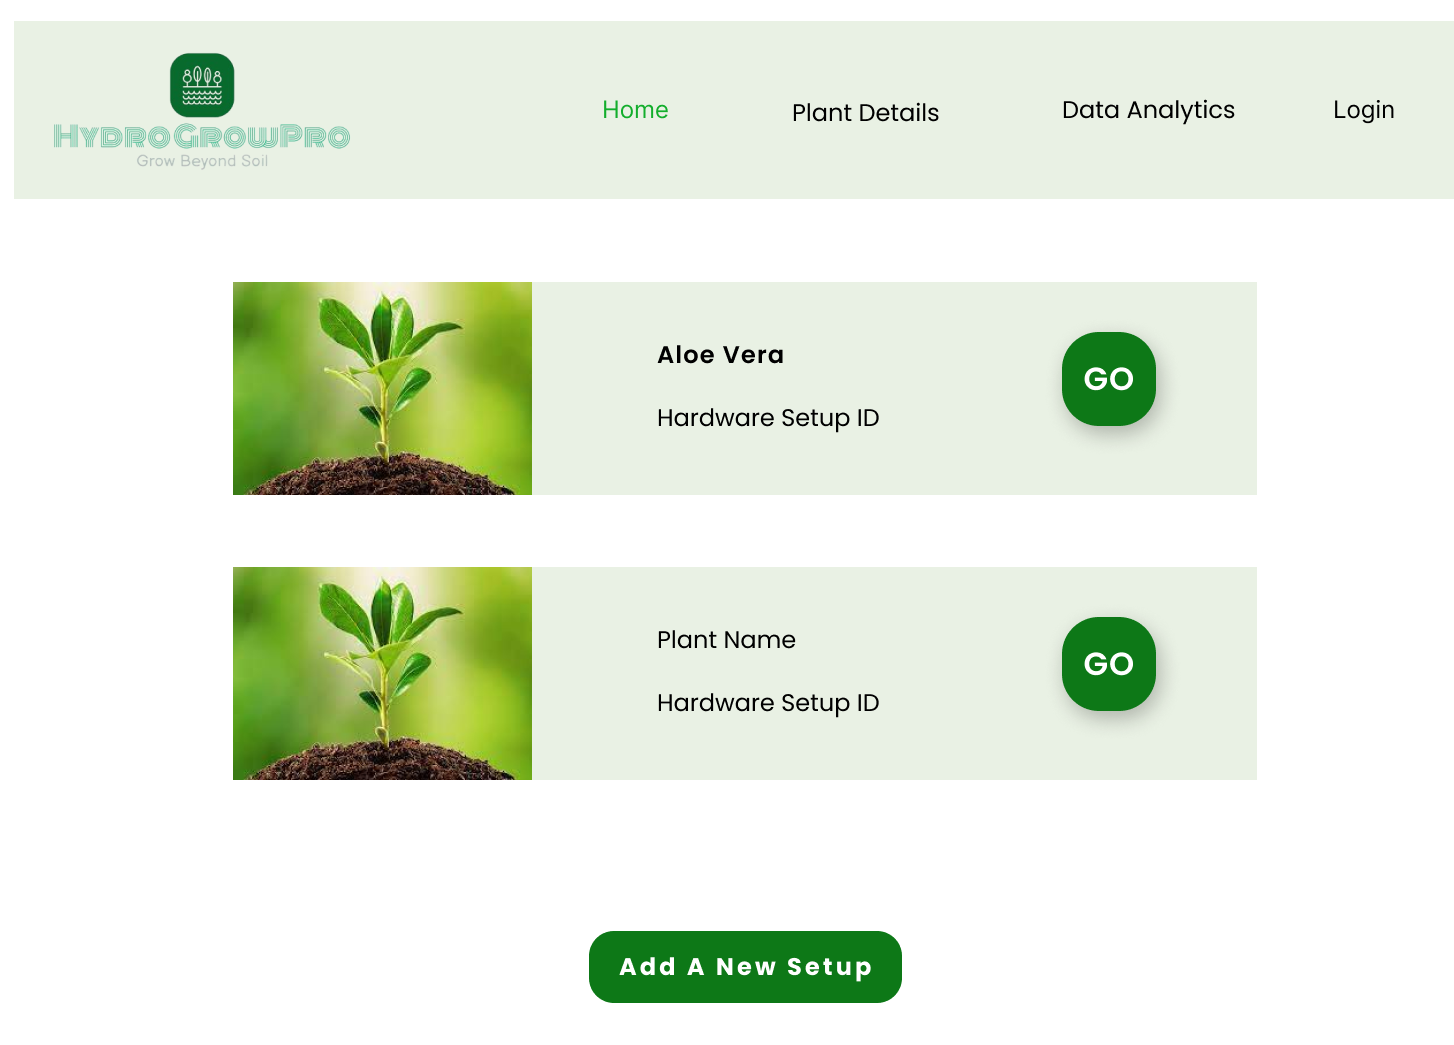 HydroGrowPro
Grow Beyond Soil
Home
Plant Details
Data Analytics
Login
Aloe Vera
Hardware Setup ID
GO
Plant Name
Hardware Setup ID
GO
Add A New Setup